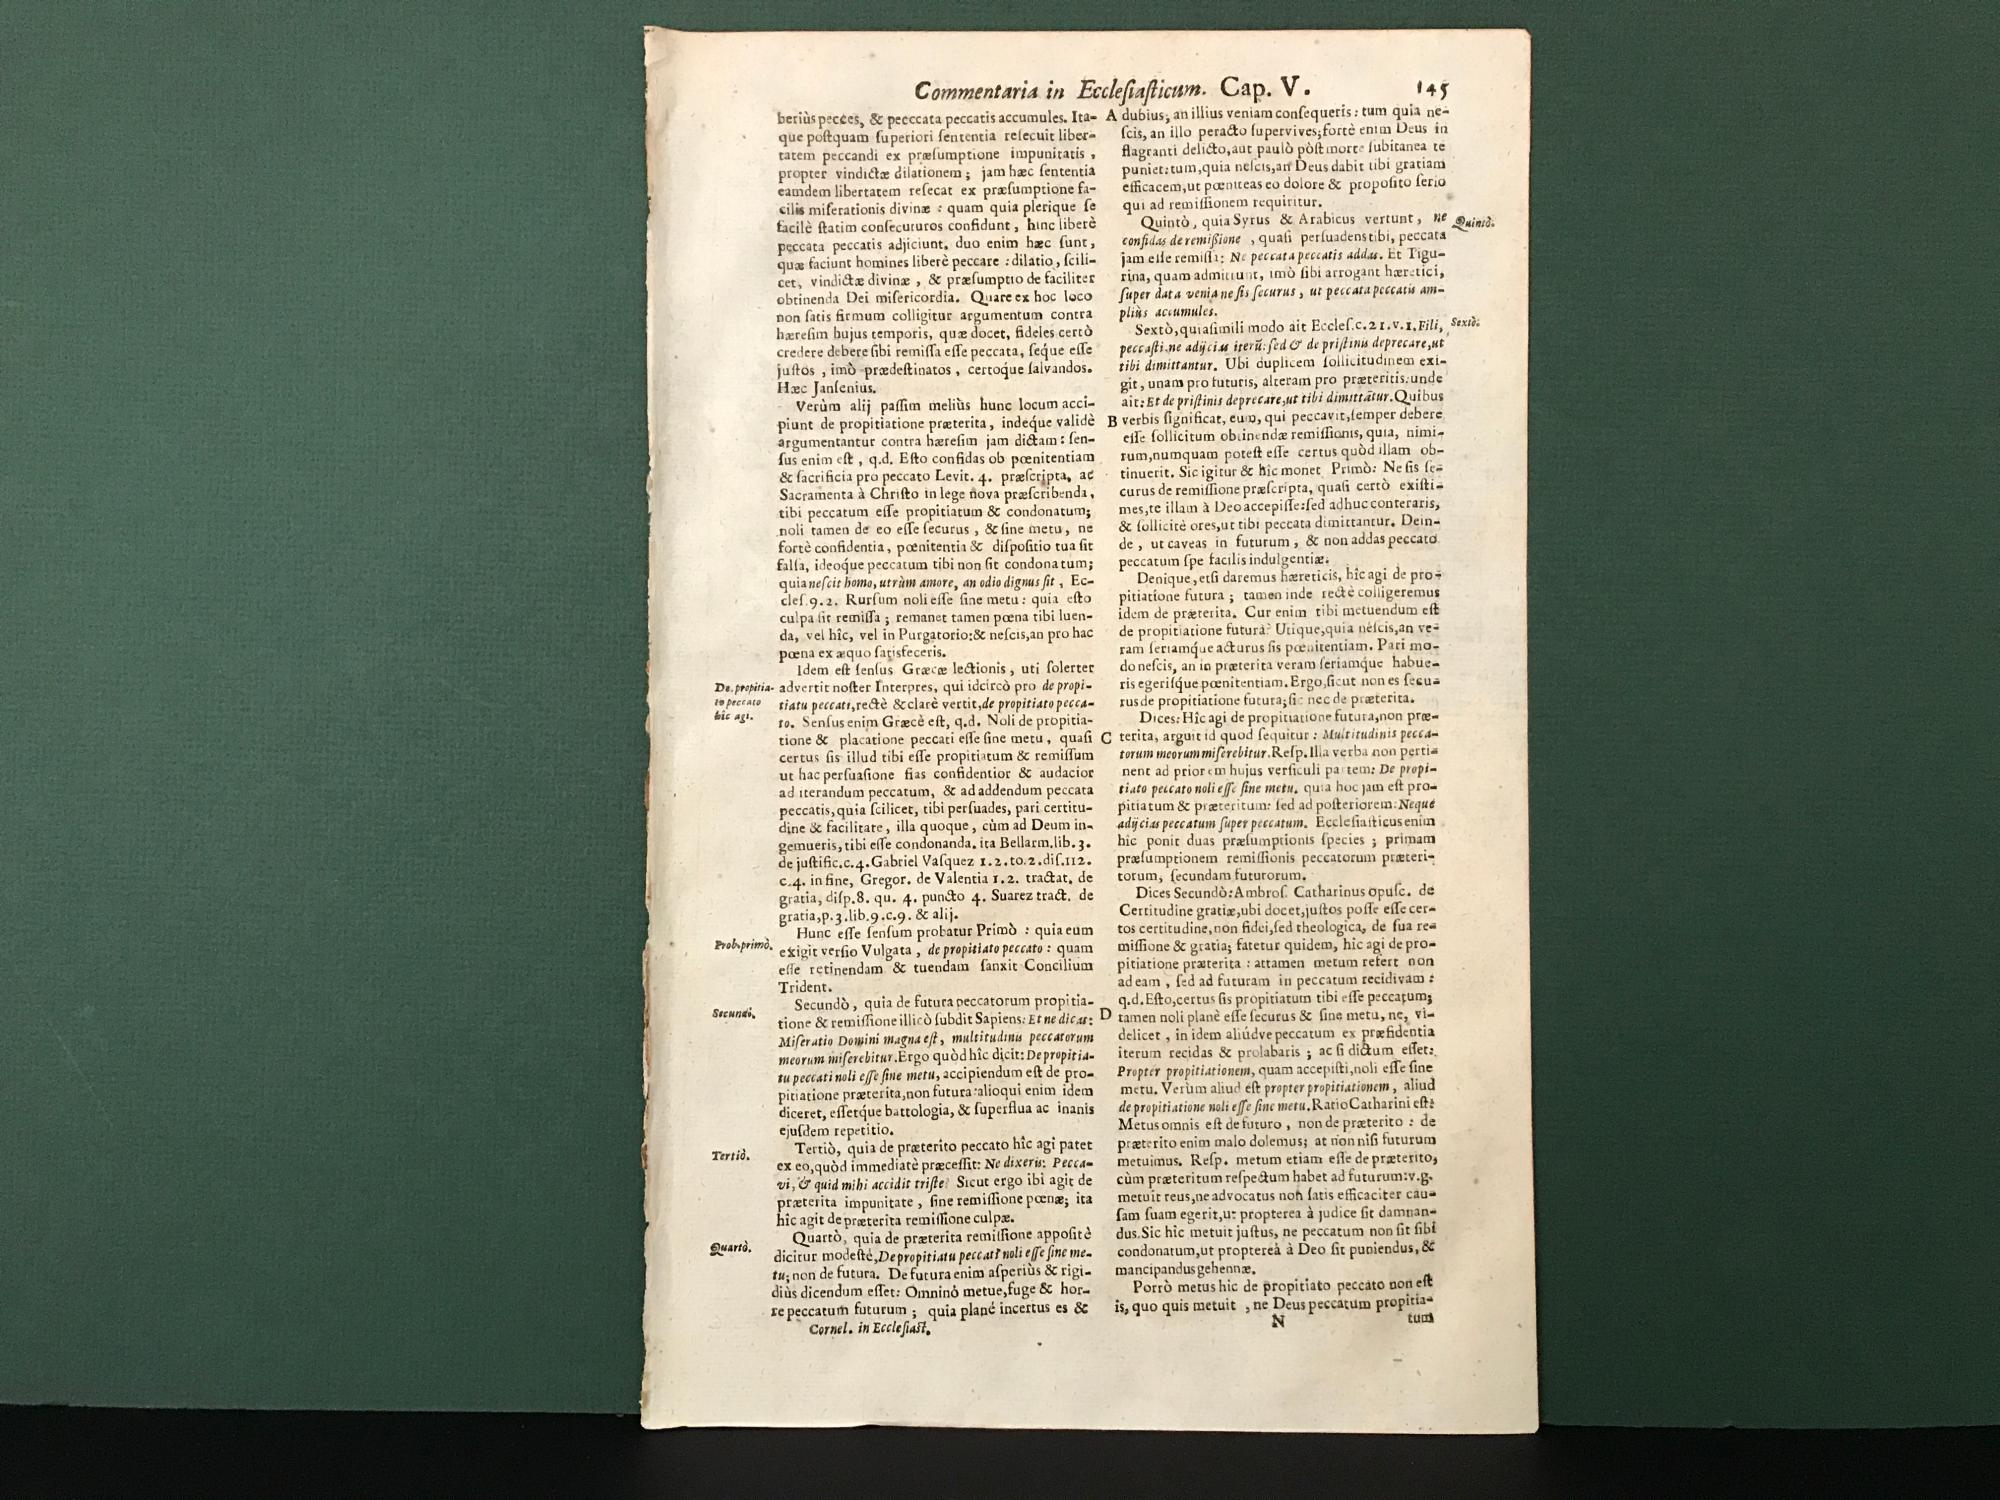 Commentaria in Eccleſiaſticum. Cap. V. 145
beriùs pecces, & pecccata peccatis accumules. Ita-
que poſtquam ſuperiori ſententia reſecuit liber-
tatem peccandi ex præſumptione impunitatis,
propter vindictæ dilationem; jam hæc ſententia
eamdem libertatem reſecat ex præſumptione fa-
cilis miſerationis divinæ : quam quia plerique ſe
facilè ſtatim conſecuturos confidunt, hinc liberè
peccata peccatis adjiciunt. duo enim hæc ſunt,
quæ faciunt homines liberè peccare : dilatio, ſcili-
cet, vindictæ divinæ, & præſumptio de faciliter
obtinenda Dei miſericordia. Quare ex hoc loco
non ſatis firmum colligitur argumentum contra
hæreſim hujus temporis, quæ docet, fideles certò
credere debere ſibi remiſſa eſſe peccata, ſeque eſſe
juſtos, imò prædeſtinatos, certoque ſalvandos.
Hæc Janſenius.
Verùm alij paſſim meliùs hunc locum acci-
piunt de propitiatione præterita, indeque validè
argumentantur contra hæreſim jam dictam : ſen-
ſus enim eſt, q.d. Eſto confidas ob pœnitentiam
& ſacrificia pro peccato Levit. 4. præſcripta, ac
Sacramenta à Chriſto in lege nova præſcribenda,
tibi peccatum eſſe propitiatum & condonatum;
noli tamen de eo eſſe ſecurus, & ſine metu, ne
fortè confidentia, pœnitentia & diſpoſitio tua ſit
falſa, ideoque peccatum tibi non ſit condonatum;
quia neſcit homo, utrùm amore, an odio dignus ſit, Ec-
cleſ. 9. 2. Rurſum noli eſſe ſine metu : quia eſto
culpa ſit remiſſa; remanet tamen pœna tibi luen-
da, vel hîc, vel in Purgatorio: & neſcis, an pro hac
pœna ex æquo ſatisfeceris.
Idem eſt ſenſus Græcæ lectionis, uti ſolerter
De propitia- advertit noſter Interpres, qui idcircò pro de propi-
to peccato tiatu peccati, rectè & clarè vertit, de propitiato pecca-
hîc agi. to. Senſus enim Græcè eſt, q.d. Noli de propitia-
tione & placatione peccati eſſe ſine metu, quaſi
certus ſis illud tibi eſſe propitiatum & remiſſum
ut hac perſuaſione fias confidentior & audacior
ad iterandum peccatum, & ad addendum peccata
peccatis, quia ſcilicet, tibi perſuades, pari certitu-
dine & facilitate, illa quoque, cùm ad Deum in-
gemueris, tibi eſſe condonanda. ita Bellarm. lib. 3.
de juſtific. c. 4. Gabriel Vaſquez 1. 2. to. 2. diſ. 112.
c. 4. in fine, Gregor. de Valentia 1. 2. tractat. de
gratia, diſp. 8. qu. 4. puncto 4. Suarez tract. de
gratia, p. 3. lib. 9. c. 9. & alij.
Hunc eſſe ſenſum probatur Primò : quia eum
Prob. primò. exigit verſio Vulgata, de propitiato peccato : quam
eſſe retinendam & tuendam ſanxit Concilium
Trident.
Secundò, quia de futura peccatorum propitia-
Secundò. tione & remiſſione illicò ſubdit Sapiens: Et ne dicas:
Miſeratio Domini magna eſt, multitudinis peccatorum
meorum miſerebitur. Ergo quòd hîc dicit: De propitia-
tu peccati noli eſſe ſine metu, accipiendum eſt de pro-
pitiatione præterita, non futura: alioqui enim idem
diceret, eſſetque battologia, & ſuperflua ac inanis
ejuſdem repetitio.
Tertiò, quia de præterito peccato hîc agi patet
Tertiò. ex eo, quòd immediatè præceſſit: Ne dixeris: Pecca-
vi, & quid mihi accidit triſte? Sicut ergo ibi agit de
præterita impunitate, ſine remiſſione pœnæ; ita
hîc agit de præterita remiſſione culpæ.
Quartò, quia de præterita remiſſione appoſitè
Quartò. dicitur modeſtè, De propitiatu peccati noli eſſe ſine me-
tu; non de futura. De futura enim aſperiùs & rigi-
diùs dicendum eſſet: Omninò metue, fuge & hor-
re peccatum futurum; quia planè incertus es &
Cornel. in Eccleſiaſt.
A dubius, an illius veniam conſequeris : tum quia ne-
ſcis, an illo peracto ſupervives; fortè enim Deus in
flagranti delicto, aut paulò pòſt morte ſubitanea te
puniet: tum, quia neſcis, an Deus dabit tibi gratiam
efficacem, ut pœniteas eo dolore & propoſito ſerio
qui ad remiſſionem requiritur.
Quintò, quia Syrus & Arabicus vertunt, ne Quintò.
confidas de remiſſione, quaſi perſuadens tibi, peccata
jam eſſe remiſſa: Ne peccata peccatis addas. Et Tigu-
rina, quam admittunt, imò ſibi arrogant hæretici,
ſuper data venia ne ſis ſecurus, ut peccata peccatis am-
pliùs accumules.
Sextò, quia ſimili modo ait Eccleſ. c. 21. v. 1. Fili, Sextò.
peccaſti, ne adijcias iterũ: ſed & de priſtinis deprecare, ut
tibi dimittantur. Ubi duplicem ſollicitudinem exi-
git, unam pro futuris, alteram pro præteritis. unde
ait: Et de priſtinis deprecare, ut tibi dimittãtur. Quibus
B verbis ſignificat, eum, qui peccavit, ſemper debere
eſſe ſollicitum obtinendæ remiſſionis, quia, nimi-
rum, numquam poteſt eſſe certus quòd illam ob-
tinuerit. Sic igitur & hîc monet Primò: Ne ſis ſe-
curus de remiſſione præſcripta, quaſi certò exiſti-
mes, te illam à Deo accepiſſe: ſed adhuc conteraris,
& ſollicitè ores, ut tibi peccata dimittantur. Dein-
de, ut caveas in futurum, & non addas peccato
peccatum ſpe facilis indulgentiæ.
Denique, etſi daremus hæreticis, hîc agi de pro-
pitiatione futura; tamen inde rectè colligeremus
idem de præterita. Cur enim tibi metuendum eſt
de propitiatione futura? Utique, quia neſcis, an ve-
ram ſeriamque acturus ſis pœnitentiam. Pari mo-
do neſcis, an in præterita veram ſeriamque habue-
ris egeriſque pœnitentiam. Ergo, ſicut non es ſecu-
rus de propitiatione futura; ſic nec de præterita.
Dices: Hîc agi de propitiatione futura, non præ-
C terita, arguit id quod ſequitur : Multitudinis pecca-
torum meorum miſerebitur. Reſp. Illa verba non perti-
nent ad priorem hujus verſiculi partem: De propi-
tiato peccato noli eſſe ſine metu. quia hoc jam eſt pro-
pitiatum & præteritum: ſed ad poſteriorem: Neque
adijcias peccatum ſuper peccatum. Eccleſiaſticus enim
hîc ponit duas præſumptionis ſpecies; primam
præſumptionem remiſſionis peccatorum præteri-
torum, ſecundam futurorum.
Dices Secundò: Ambroſ. Catharinus opuſc. de
Certitudine gratiæ, ubi docet, juſtos poſſe eſſe cer-
tos certitudine, non fidei, ſed theologica, de ſua re-
miſſione & gratia; fatetur quidem, hîc agi de pro-
pitiatione præterita : attamen metum refert non
ad eam, ſed ad futuram in peccatum recidivam :
q.d. Eſto, certus ſis propitiatum tibi eſſe peccatum;
D tamen noli planè eſſe ſecurus & ſine metu, ne, vi-
delicet, in idem aliúdve peccatum ex præfidentia
iterum recidas & prolabaris; ac ſi dictum eſſet:
Propter propitiationem, quam accepiſti, noli eſſe ſine
metu. Verùm aliud eſt propter propitiationem, aliud
de propitiatione noli eſſe ſine metu. Ratio Catharini eſt:
Metus omnis eſt de futuro, non de præterito : de
præterito enim malo dolemus; at non niſi futurum
metuimus. Reſp. metum etiam eſſe de præterito,
cùm præteritum reſpectum habet ad futurum: v.g.
metuit reus, ne advocatus non ſatis efficaciter cau-
ſam ſuam egerit, ut propterea à judice ſit damnan-
dus. Sic hîc metuit juſtus, ne peccatum non ſit ſibi
condonatum, ut propterea à Deo ſit puniendus, &
mancipandus gehennæ.
Porrò metus hic de propitiato peccato non eſt
is, quo quis metuit, ne Deus peccatum propitia-
N tum